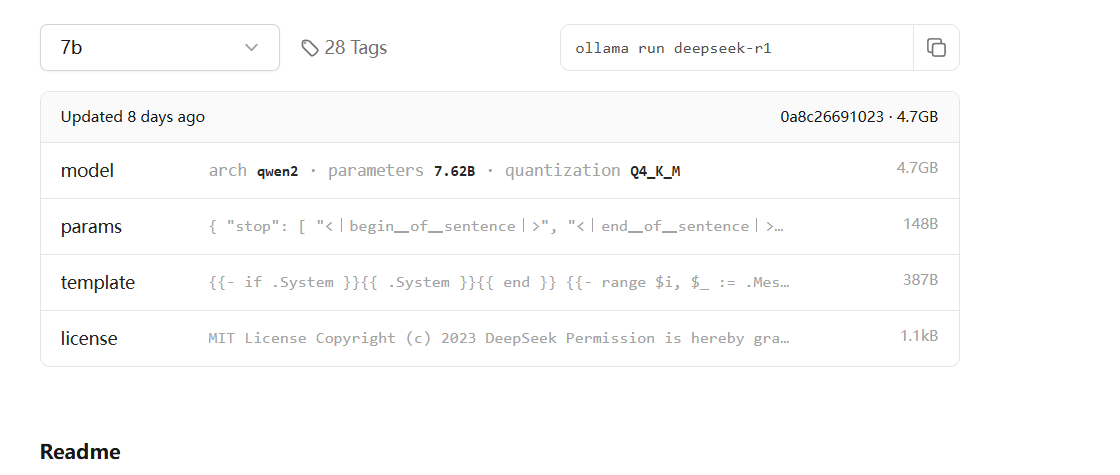 7b
28 Tags
ollama run deepseek-r1
Updated 8 days ago 0a8c26691023 · 4.7GB
model arch qwen2 · parameters 7.62B · quantization Q4_K_M 4.7GB
params { "stop": [ "<｜begin▁of▁sentence｜>", "<｜end▁of▁sentence｜>… 148B
template {{- if .System }}{{ .System }}{{ end }} {{- range $i, $_ := .Mes… 387B
license MIT License Copyright (c) 2023 DeepSeek Permission is hereby gra… 1.1kB
Readme